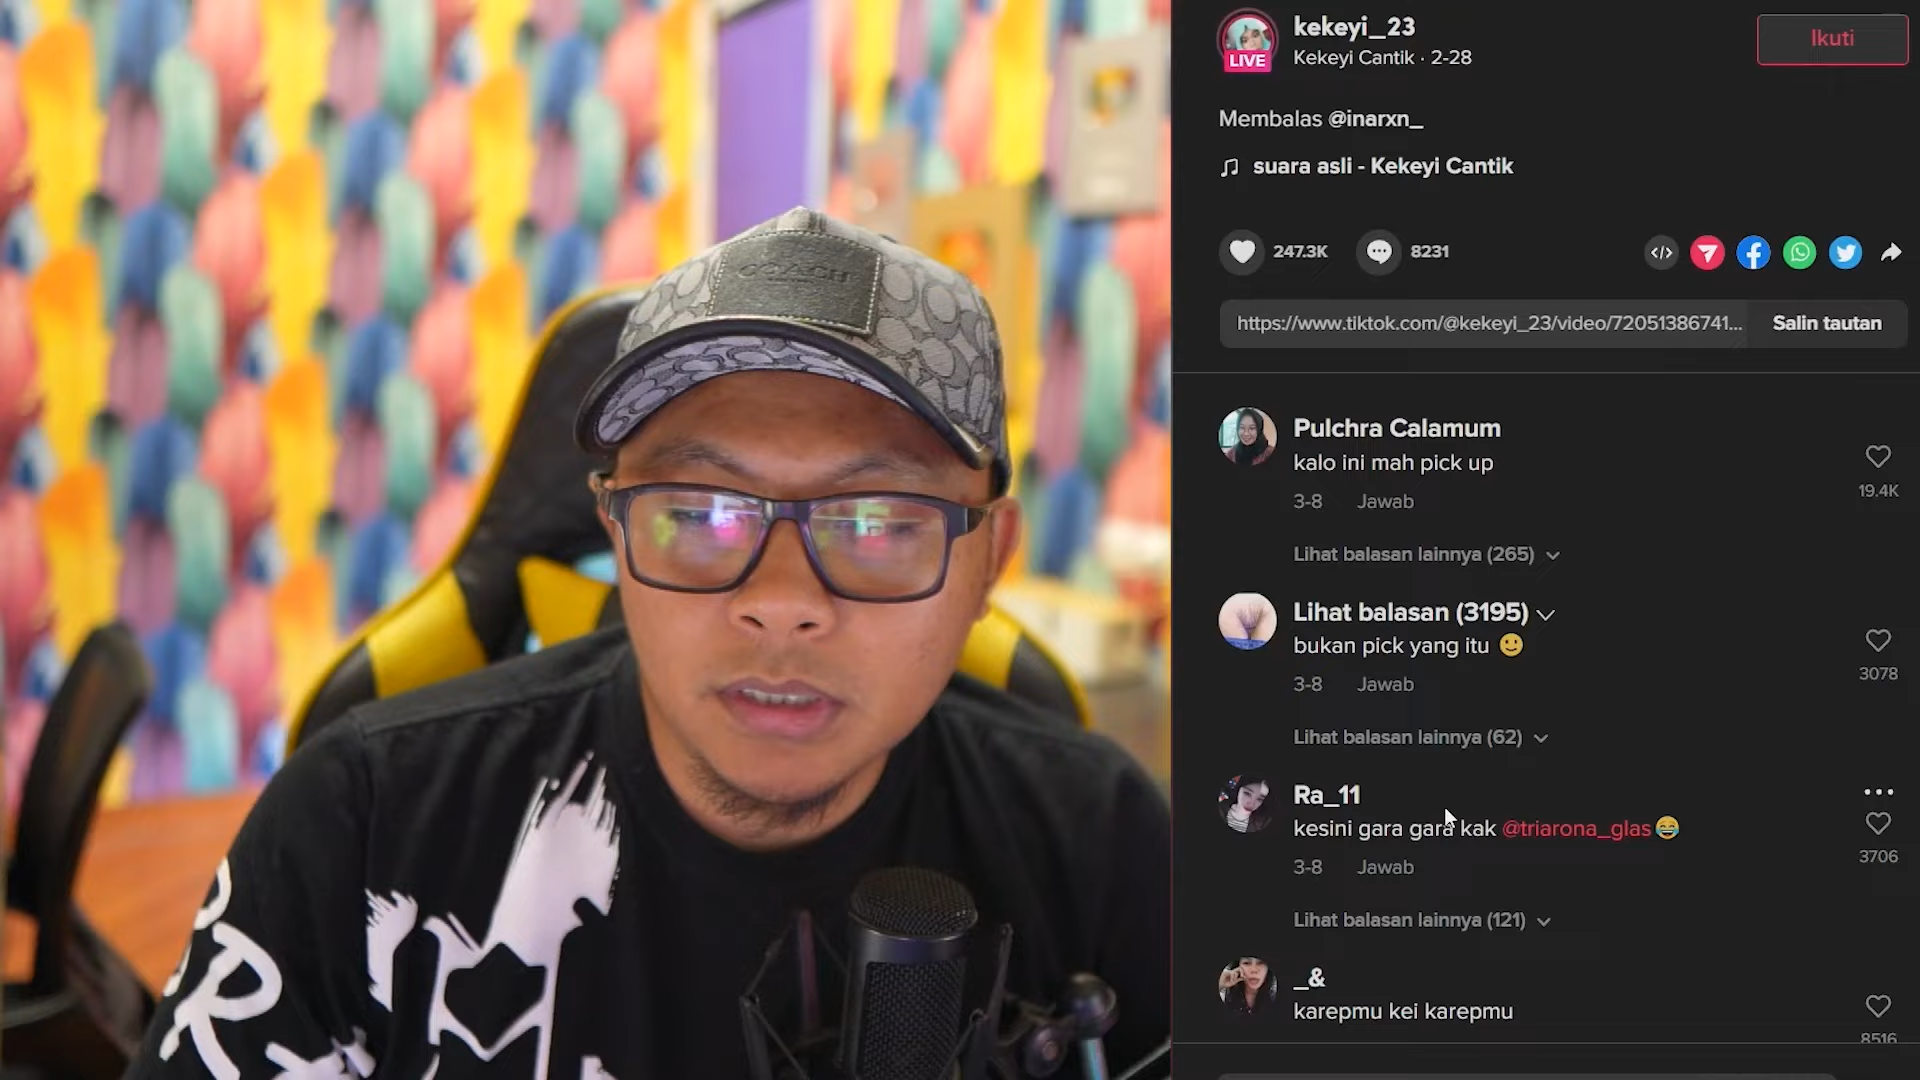 kekeyi_23
Kekeyi Cantik · 2-28
LIVE
Ikuti
Membalas @inarxn_
suara asli - Kekeyi Cantik
247.3K
8231
https://www.tiktok.com/@kekeyi_23/video/72051386741...
Salin tautan
Pulchra Calamum
kalo ini mah pick up
3-8 Jawab
19.4K
Lihat balasan lainnya (265)
Lihat balasan (3195)
bukan pick yang itu 🙂
3-8 Jawab
3078
Lihat balasan lainnya (62)
Ra_11
kesini gara gara kak @triarona_glas😂
3-8 Jawab
3706
Lihat balasan lainnya (121)
_&
karepmu kei karepmu
8516
COACH